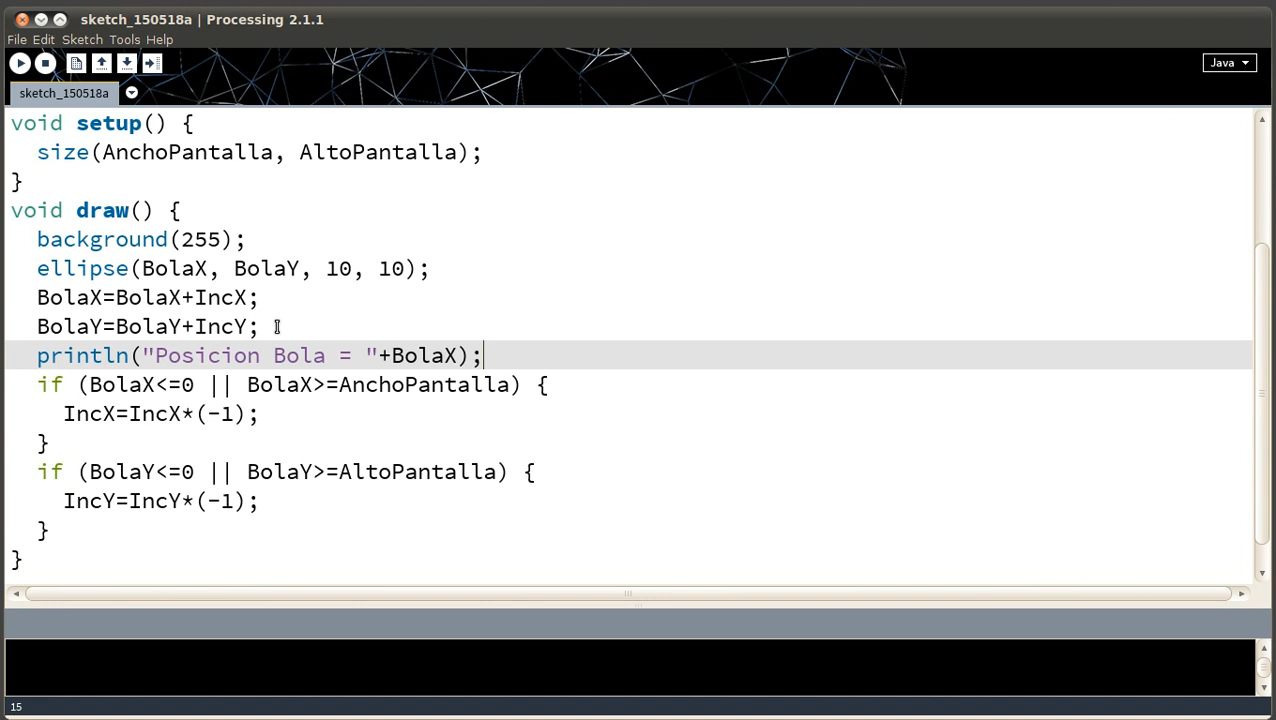 sketch_150518a | Processing 2.1.1
File Edit Sketch Tools Help
Java
sketch_150518a
void setup() {
  size(AnchoPantalla, AltoPantalla);
}
void draw() {
  background(255);
  ellipse(BolaX, BolaY, 10, 10);
  BolaX=BolaX+IncX;
  BolaY=BolaY+IncY;
  println("Posicion Bola = "+BolaX);
  if (BolaX<=0 || BolaX>=AnchoPantalla) {
    IncX=IncX*(-1);
  }
  if (BolaY<=0 || BolaY>=AltoPantalla) {
    IncY=IncY*(-1);
  }
}
15